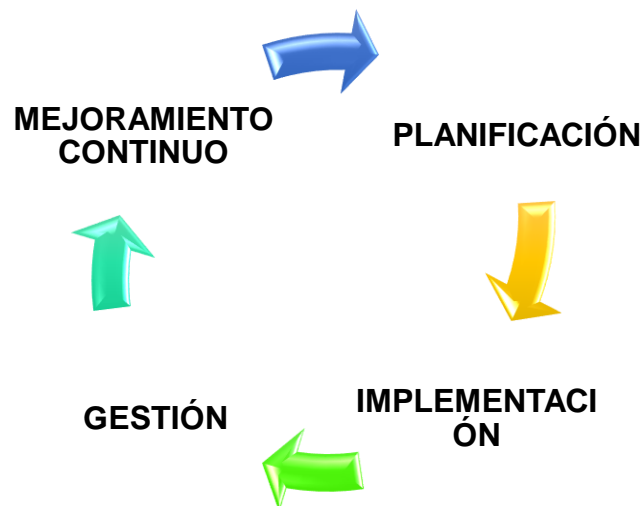 MEJORAMIENTO
CONTINUO
PLANIFICACIÓN
GESTIÓN
IMPLEMENTACI
ÓN